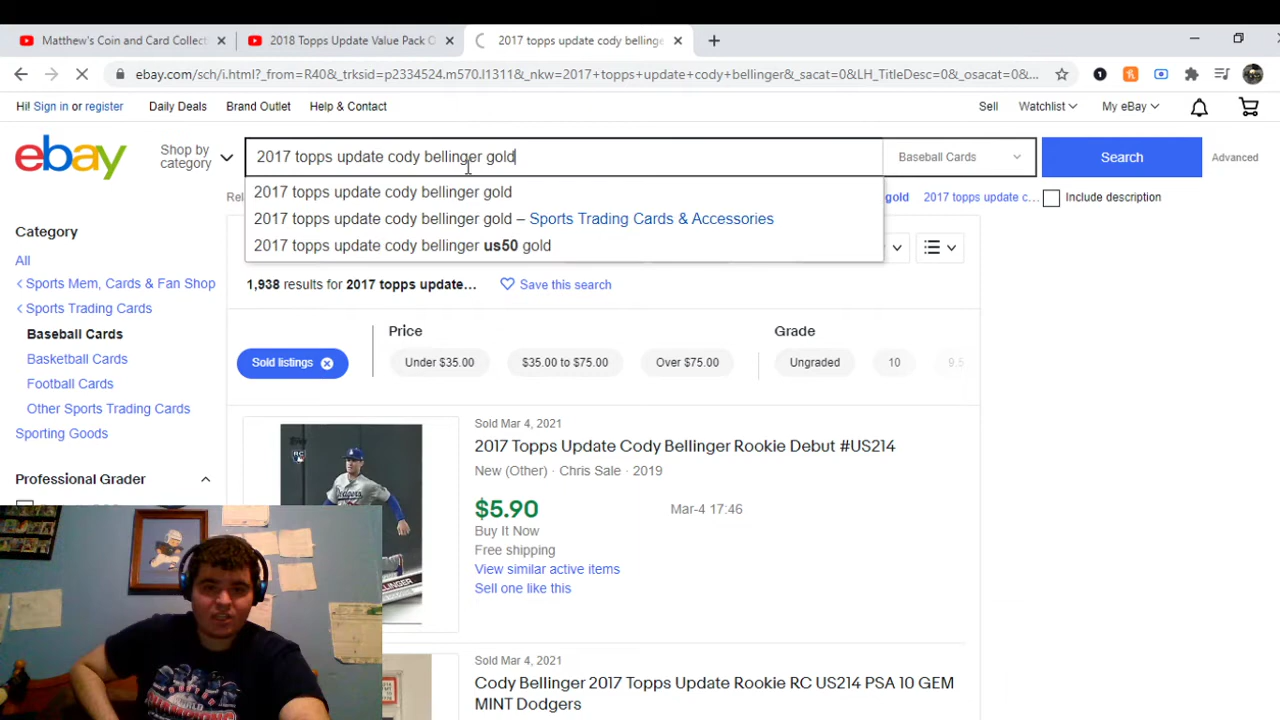 Matthew's Coin and Card Collect
2018 Topps Update Value Pack O
2017 topps update cody bellinge
ebay.com/sch/i.html?_from=R40&_trksid=p2334524.m570.l1311&_nkw=2017+topps+update+cody+bellinger&_sacat=0&LH_TitleDesc=0&_osacat=0&...
Hi! Sign in or register Daily Deals Brand Outlet Help & Contact Sell Watchlist My eBay
ebay Shop by category
2017 topps update cody bellinger gold Baseball Cards Search Advanced
2017 topps update cody bellinger gold
2017 topps update cody bellinger gold – Sports Trading Cards & Accessories
2017 topps update cody bellinger us50 gold
gold 2017 topps update c... Include description
Category
All
Sports Mem, Cards & Fan Shop
Sports Trading Cards
Baseball Cards
Basketball Cards
Football Cards
Other Sports Trading Cards
Sporting Goods
Professional Grader
1,938 results for 2017 topps update... Save this search
Price Grade
Sold listings Under $35.00 $35.00 to $75.00 Over $75.00 Ungraded 10 9.5
Sold Mar 4, 2021
2017 Topps Update Cody Bellinger Rookie Debut #US214
New (Other) · Chris Sale · 2019
$5.90 Mar-4 17:46
Buy It Now
Free shipping
View similar active items
Sell one like this
RC
Dodgers
Sold Mar 4, 2021
Cody Bellinger 2017 Topps Update Rookie RC US214 PSA 10 GEM
MINT Dodgers